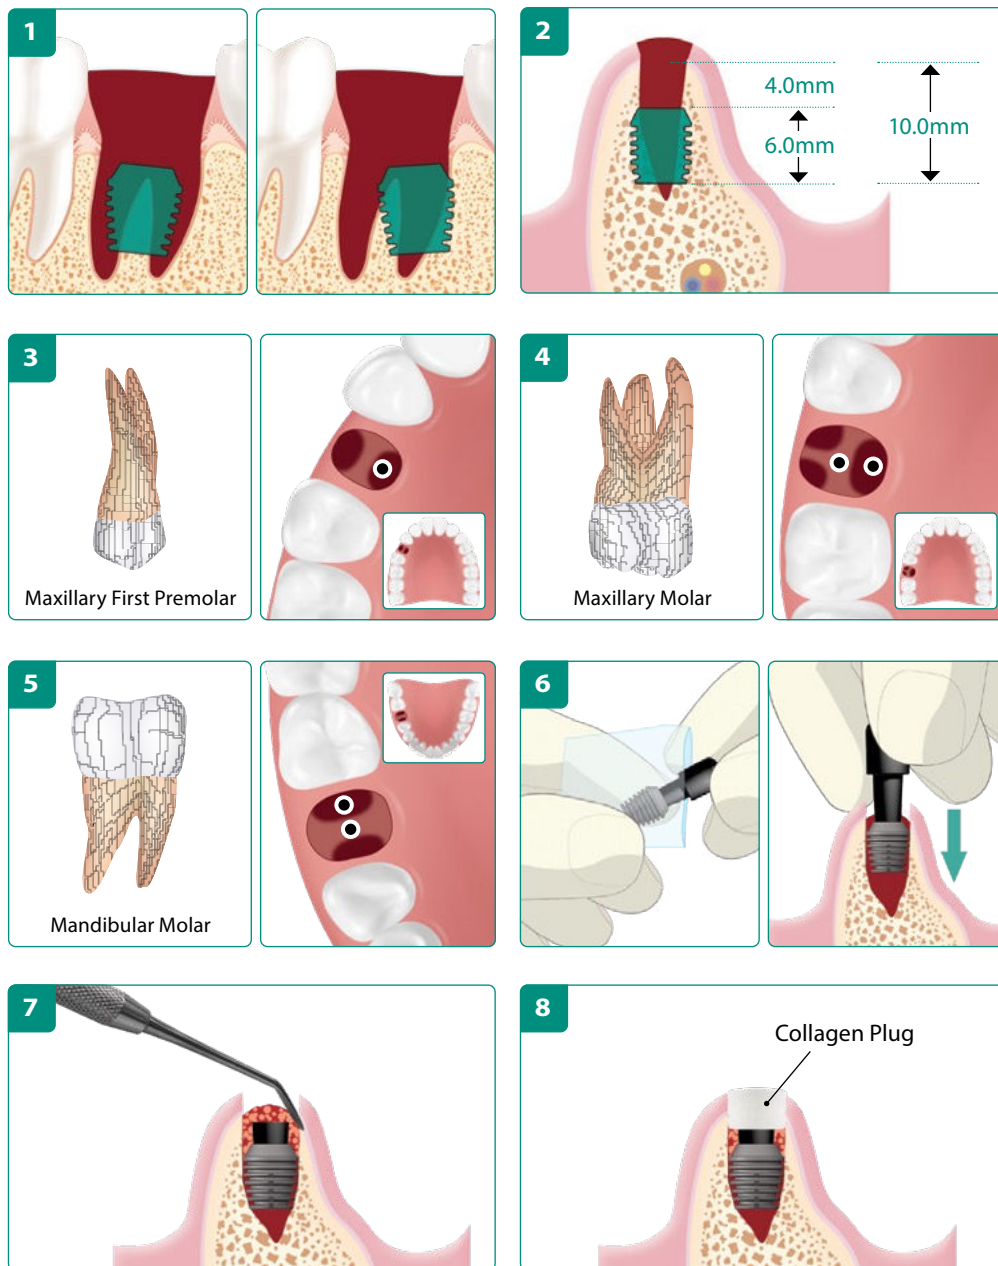 1
2
4.0mm
6.0mm
10.0mm
3
Maxillary First Premolar
4
Maxillary Molar
5
Mandibular Molar
6
7
8
Collagen Plug